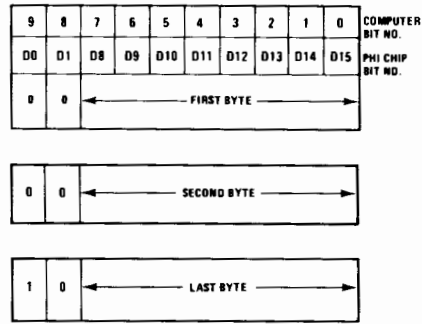 9 8 7 6 5 4 3 2 1 0 COMPUTER BIT NO.
D0 D1 D8 D9 D10 D11 D12 D13 D14 D15 PHI CHIP BIT NO.
0 0 FIRST BYTE
0 0 SECOND BYTE
1 0 LAST BYTE